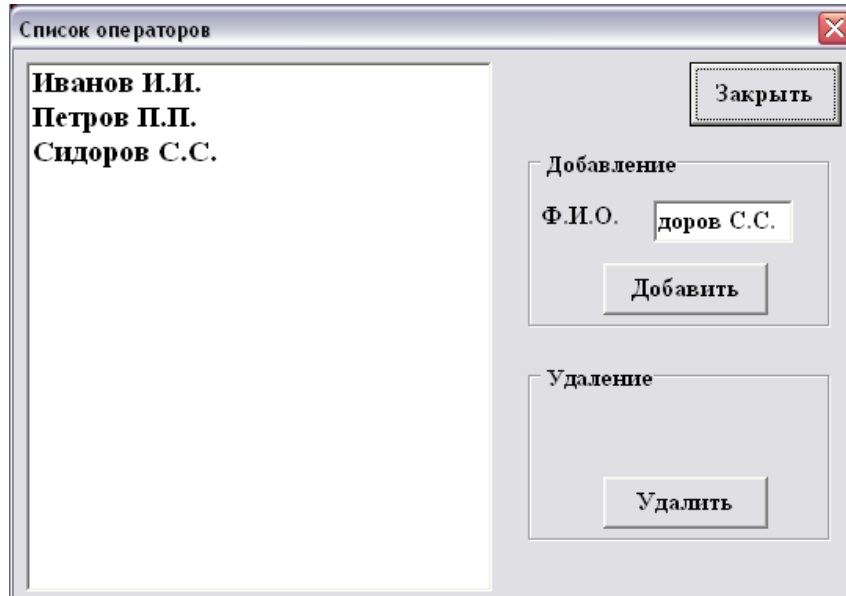 Список операторов
Иванов И.И.
Петров П.П.
Сидоров С.С.
Закрыть
Добавление
Ф.И.О. доров С.С.
Добавить
Удаление
Удалить